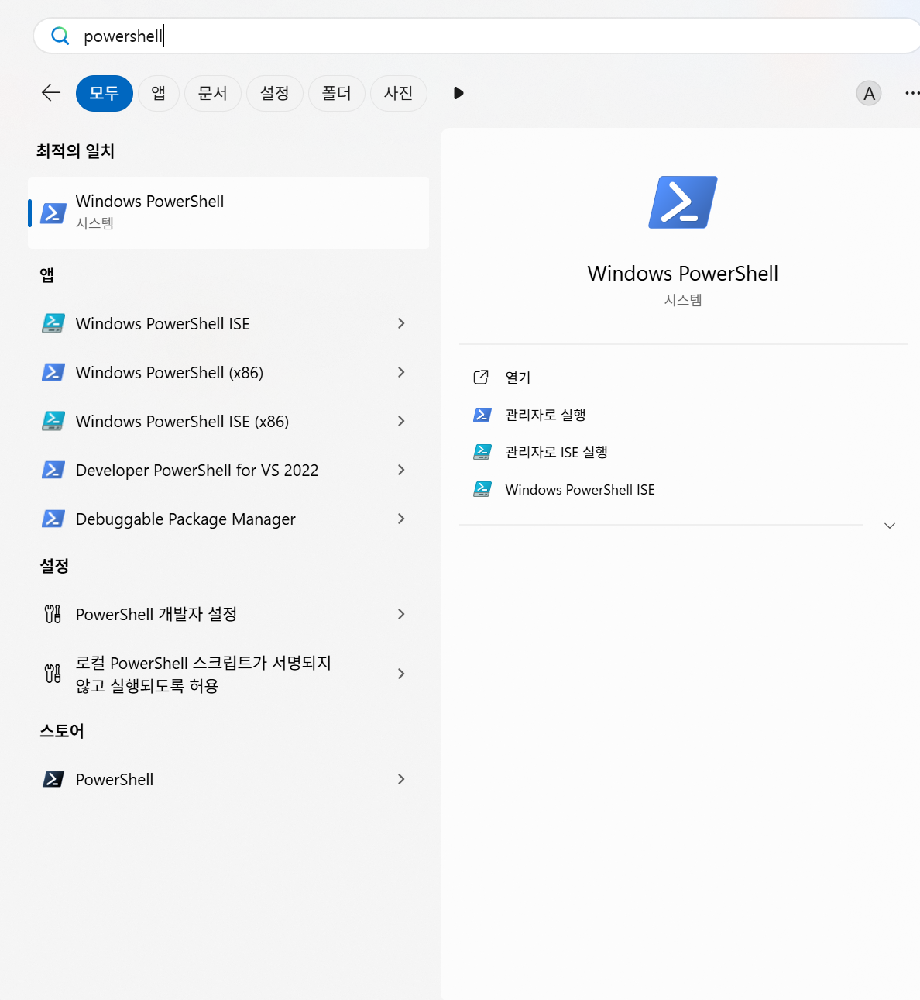 powershell
모두
앱
문서
설정
폴더
사진
A
최적의 일치
Windows PowerShell
시스템
앱
Windows PowerShell ISE
Windows PowerShell (x86)
Windows PowerShell ISE (x86)
Developer PowerShell for VS 2022
Debuggable Package Manager
설정
PowerShell 개발자 설정
로컬 PowerShell 스크립트가 서명되지
않고 실행되도록 허용
스토어
PowerShell
Windows PowerShell
시스템
열기
관리자로 실행
관리자로 ISE 실행
Windows PowerShell ISE